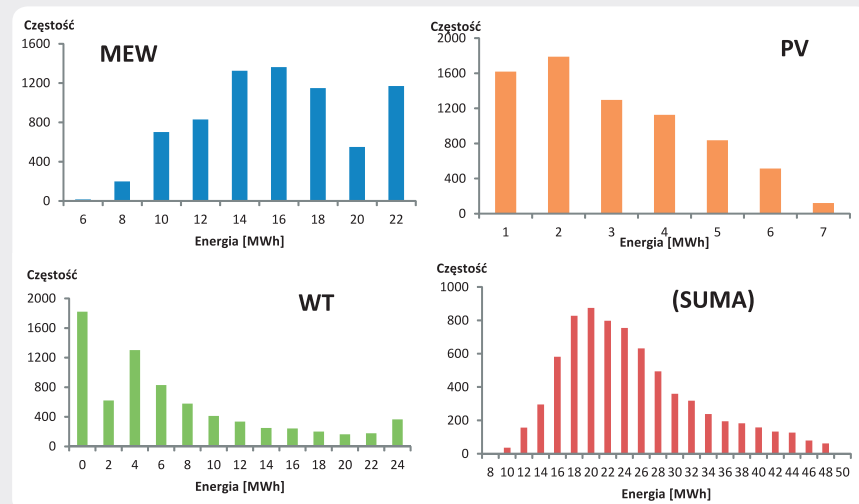 Częstość
MEW
1600
1200
800
400
0
6 8 10 12 14 16 18 20 22
Energia [MWh]
Częstość
PV
2000
1600
1200
800
400
0
1 2 3 4 5 6 7
Energia [MWh]
Częstość
WT
2000
1600
1200
800
400
0
0 2 4 6 8 10 12 14 16 18 20 22 24
Energia [MWh]
Częstość
(SUMA)
1000
800
600
400
200
0
8 10 12 14 16 18 20 22 24 26 28 30 32 34 36 38 40 42 44 46 48 50
Energia [MWh]